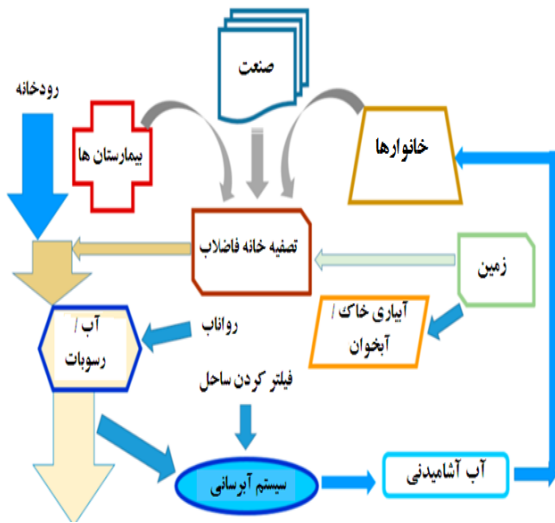 صنعت
رودخانه
بیمارستان ها
خانوارها
تصفیه خانه فاضلاب
زمین
آب /
رسوبات
رواناب
آبیاری خاک /
آبخوان
فیلتر کردن ساحل
سیستم آبرسانی
آب آشامیدنی